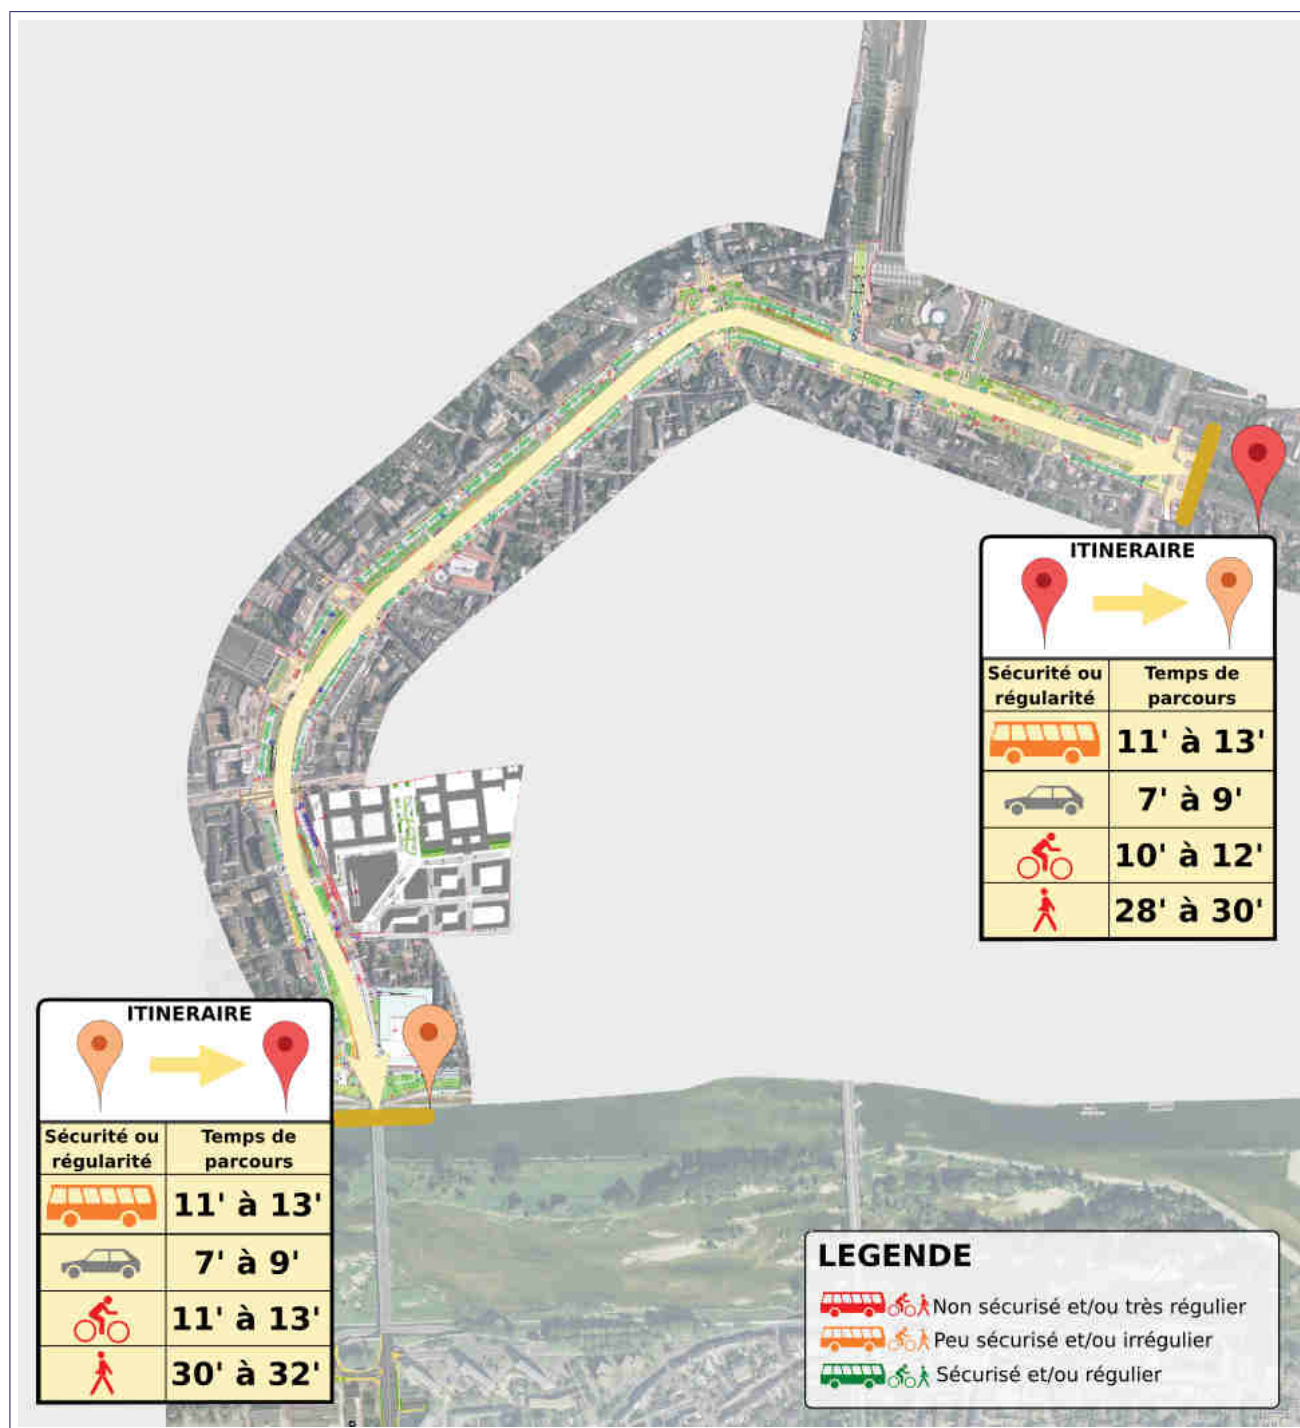 ITINERAIRE
Sécurité ou régularité
Temps de parcours
11' à 13'
7' à 9'
10' à 12'
28' à 30'
ITINERAIRE
Sécurité ou régularité
Temps de parcours
11' à 13'
7' à 9'
11' à 13'
30' à 32'
LEGENDE
Non sécurisé et/ou très régulier
Peu sécurisé et/ou irrégulier
Sécurisé et/ou régulier